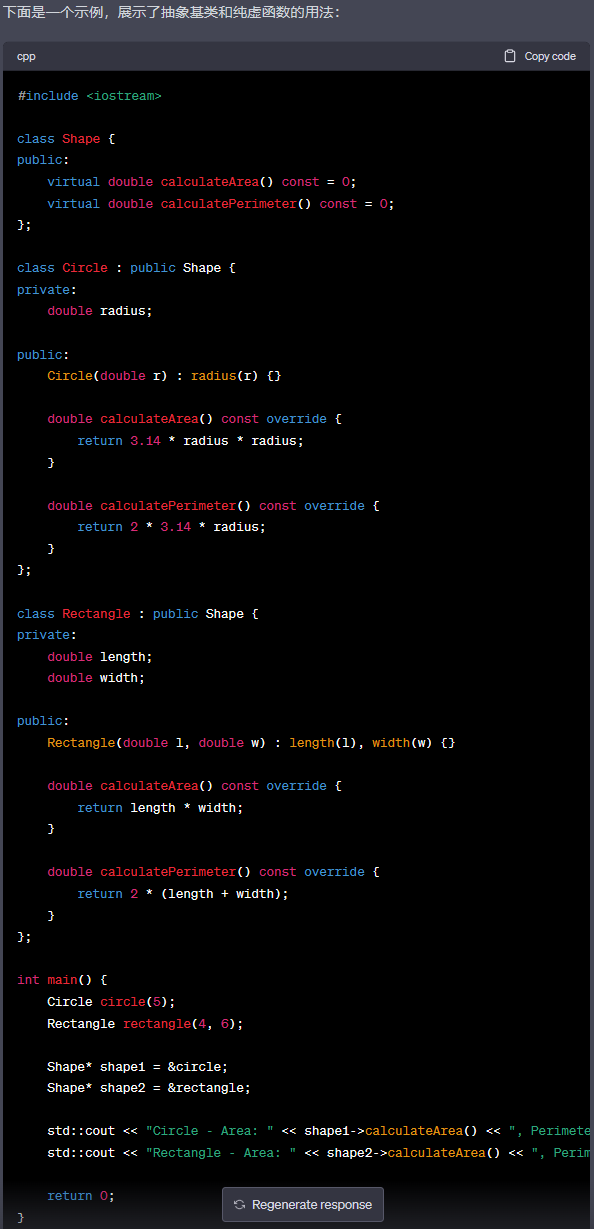 下面是一个示例，展示了抽象基类和纯虚函数的用法：
cpp Copy code
#include <iostream>
class Shape {
public:
    virtual double calculateArea() const = 0;
    virtual double calculatePerimeter() const = 0;
};
class Circle : public Shape {
private:
    double radius;
public:
    Circle(double r) : radius(r) {}
    double calculateArea() const override {
        return 3.14 * radius * radius;
    }
    double calculatePerimeter() const override {
        return 2 * 3.14 * radius;
    }
};
class Rectangle : public Shape {
private:
    double length;
    double width;
public:
    Rectangle(double l, double w) : length(l), width(w) {}
    double calculateArea() const override {
        return length * width;
    }
    double calculatePerimeter() const override {
        return 2 * (length + width);
    }
};
int main() {
    Circle circle(5);
    Rectangle rectangle(4, 6);
    Shape* shape1 = &circle;
    Shape* shape2 = &rectangle;
    std::cout << "Circle - Area: " << shape1->calculateArea() << ", Perimete
    std::cout << "Rectangle - Area: " << shape2->calculateArea() << ", Perim
    return 0;
Regenerate response
}